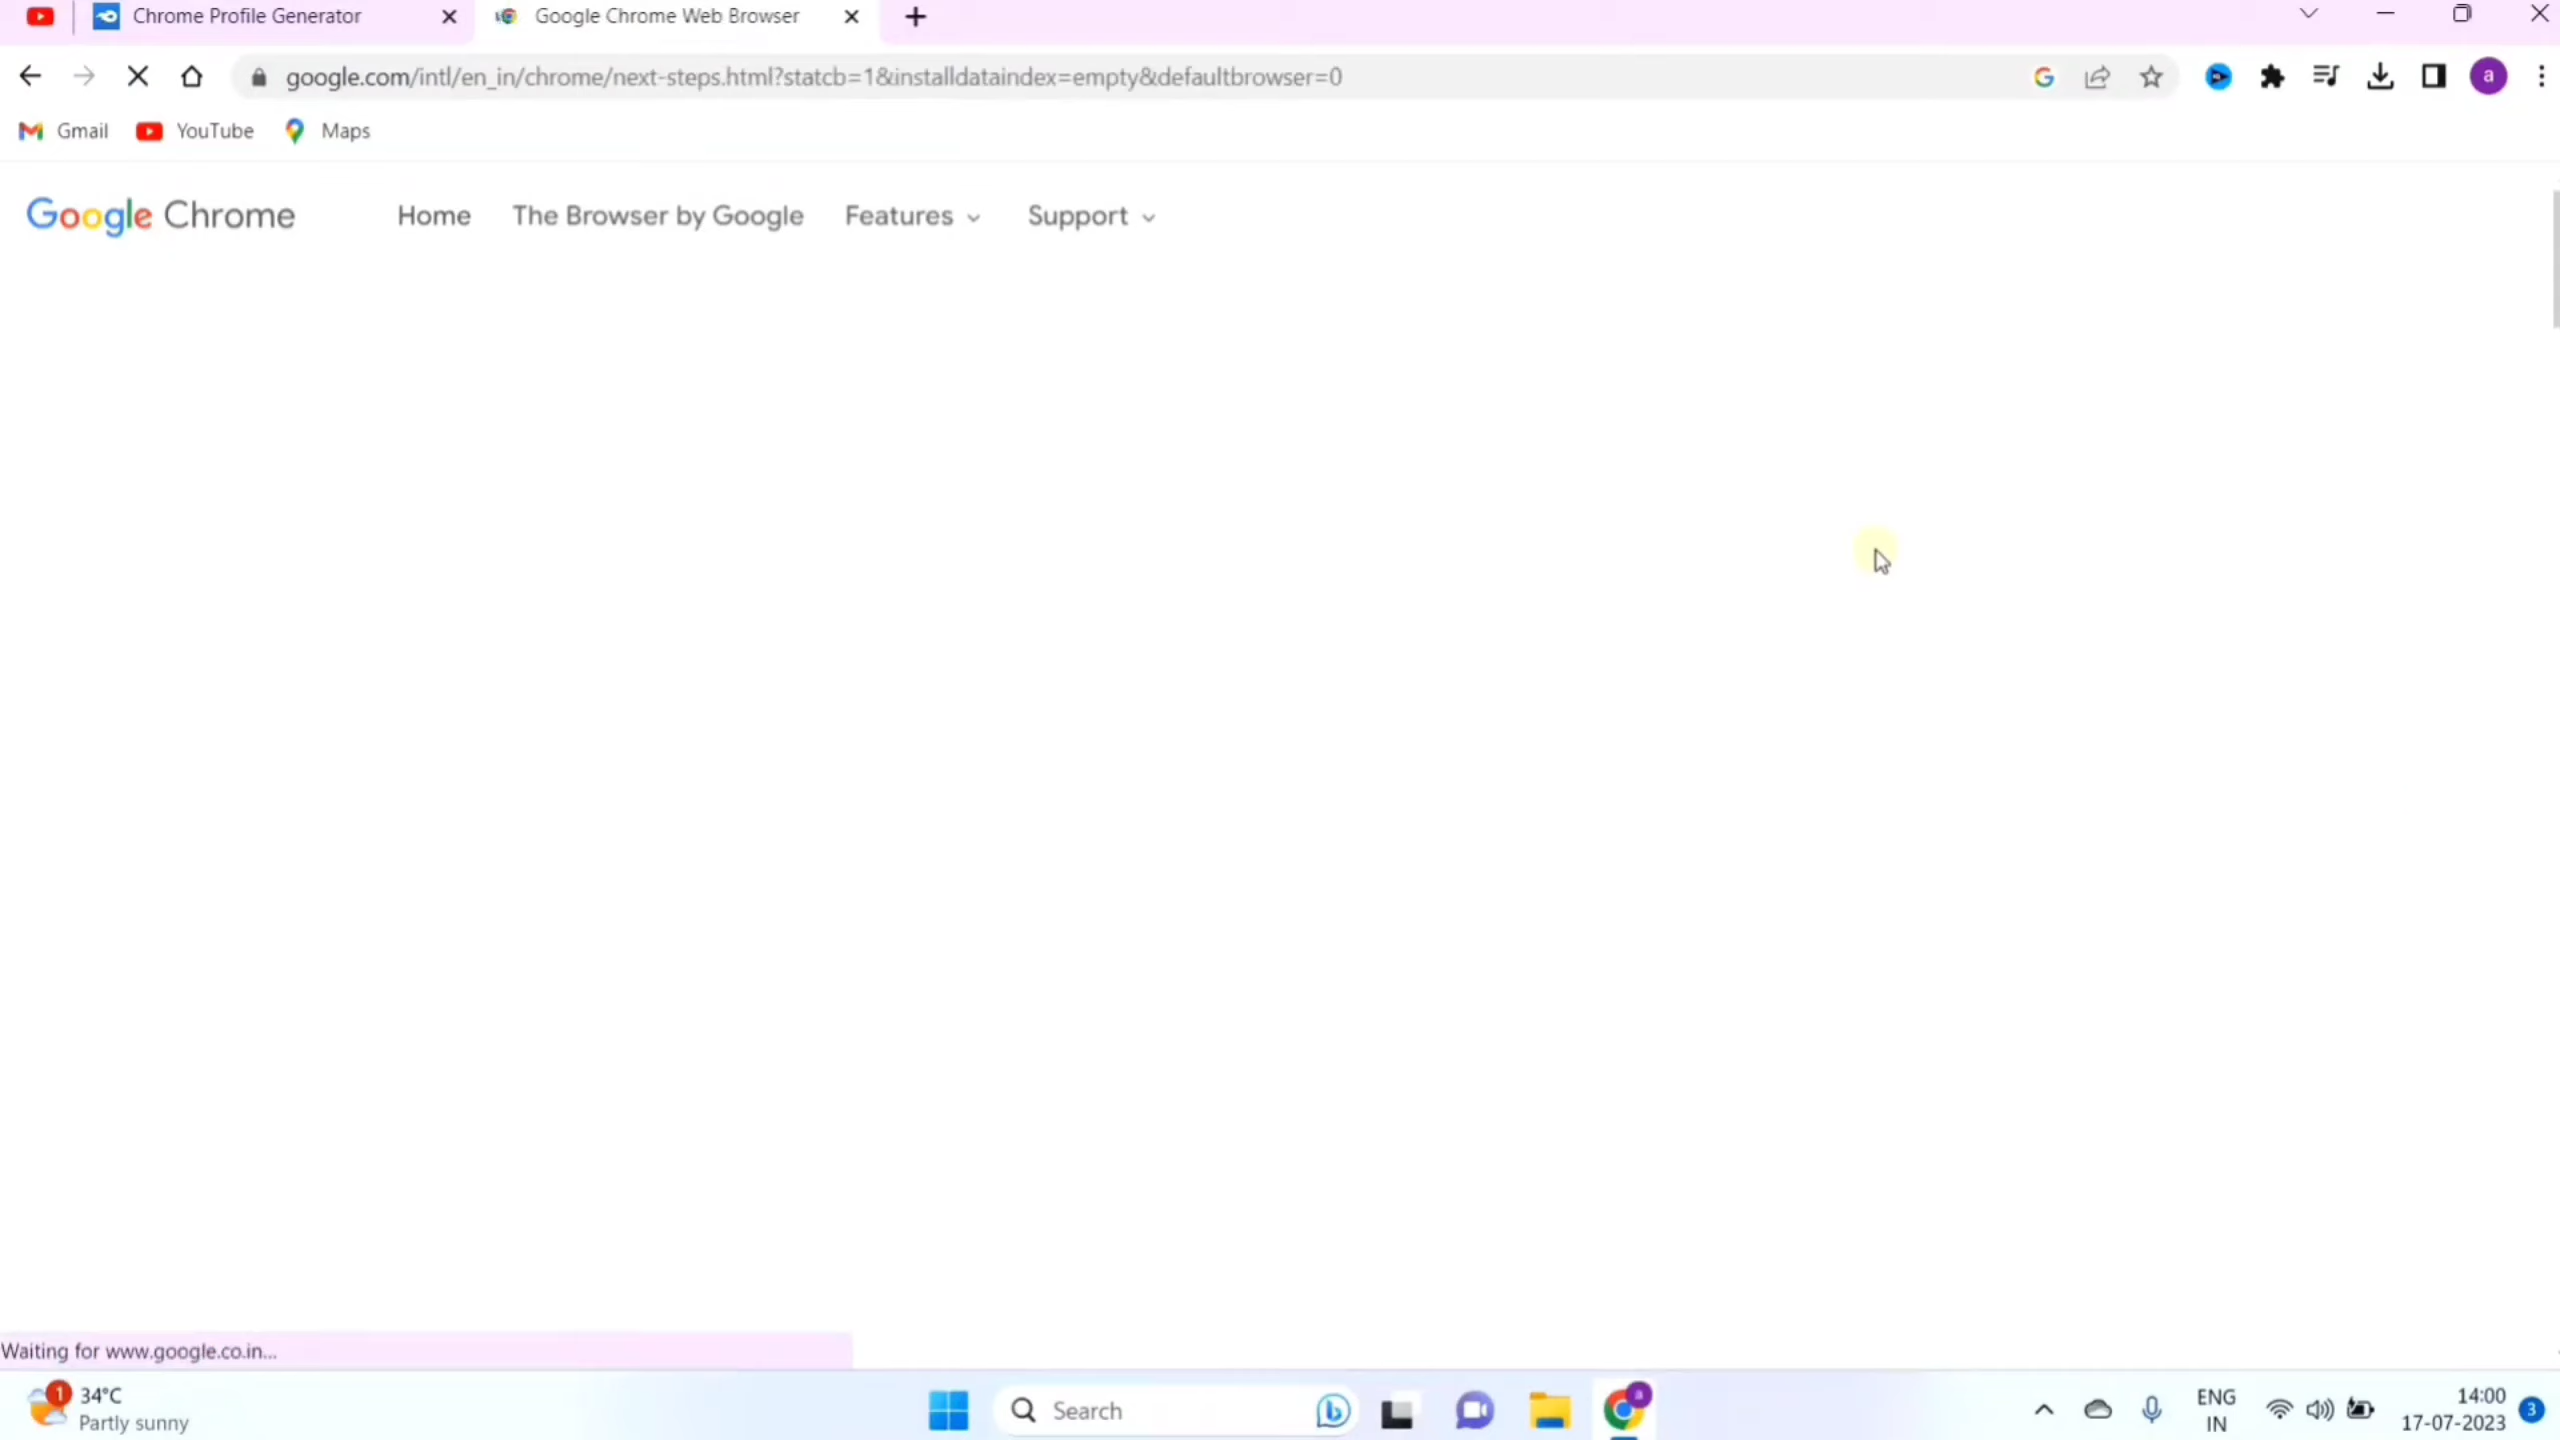 Chrome Profile Generator
Google Chrome Web Browser
google.com/intl/en_in/chrome/next-steps.html?statcb=1&installdataindex=empty&defaultbrowser=0
a
Gmail YouTube Maps
Google Chrome Home The Browser by Google Features Support
Waiting for www.google.co.in...
1 34°C
Partly sunny
Search
a
ENG
IN
14:00
17-07-2023
3